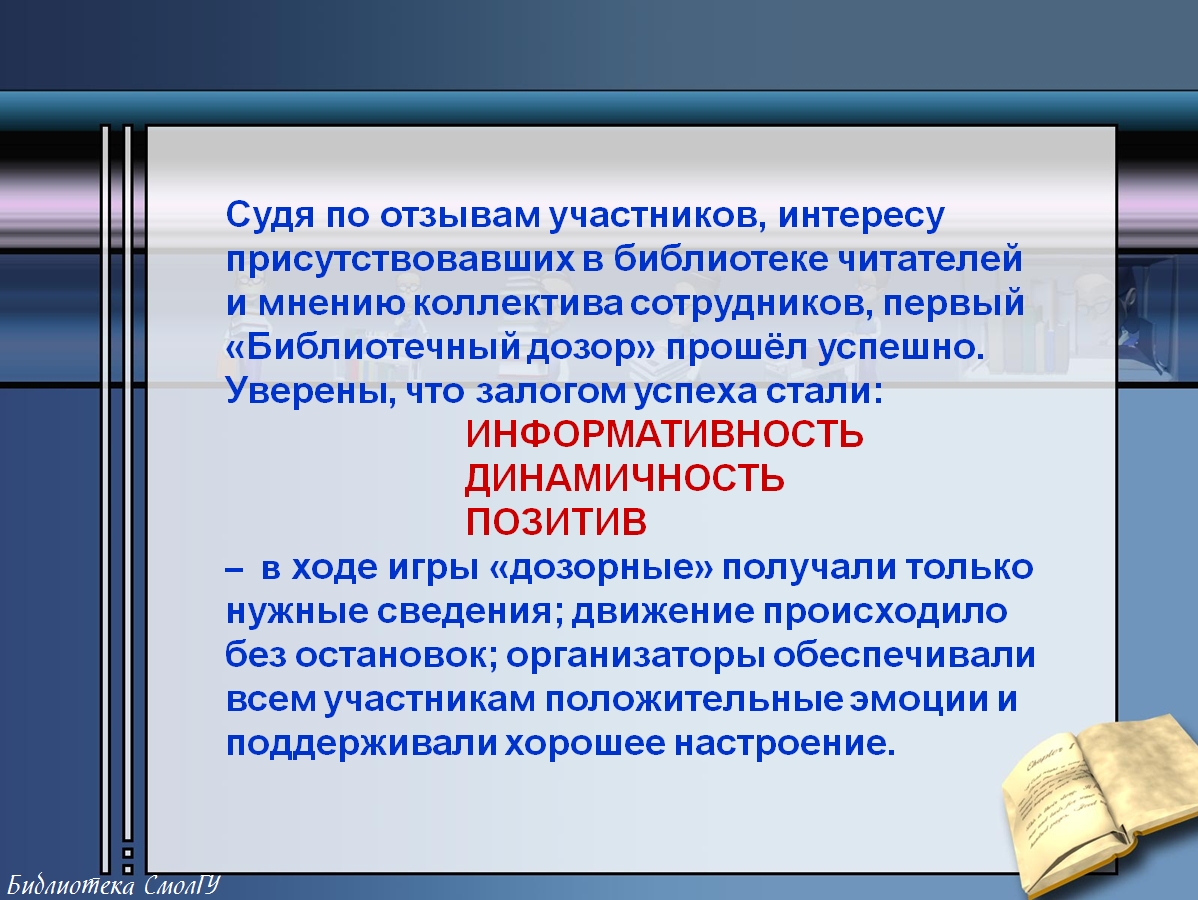 Судя по отзывам участников, интересу
присутствовавших в библиотеке читателей
и мнению коллектива сотрудников, первый
«Библиотечный дозор» прошёл успешно.
Уверены, что залогом успеха стали:
ИНФОРМАТИВНОСТЬ
ДИНАМИЧНОСТЬ
ПОЗИТИВ
– в ходе игры «дозорные» получали только
нужные сведения; движение происходило
без остановок; организаторы обеспечивали
всем участникам положительные эмоции и
поддерживали хорошее настроение.
Chapter 1
Библиотека СмолГУ